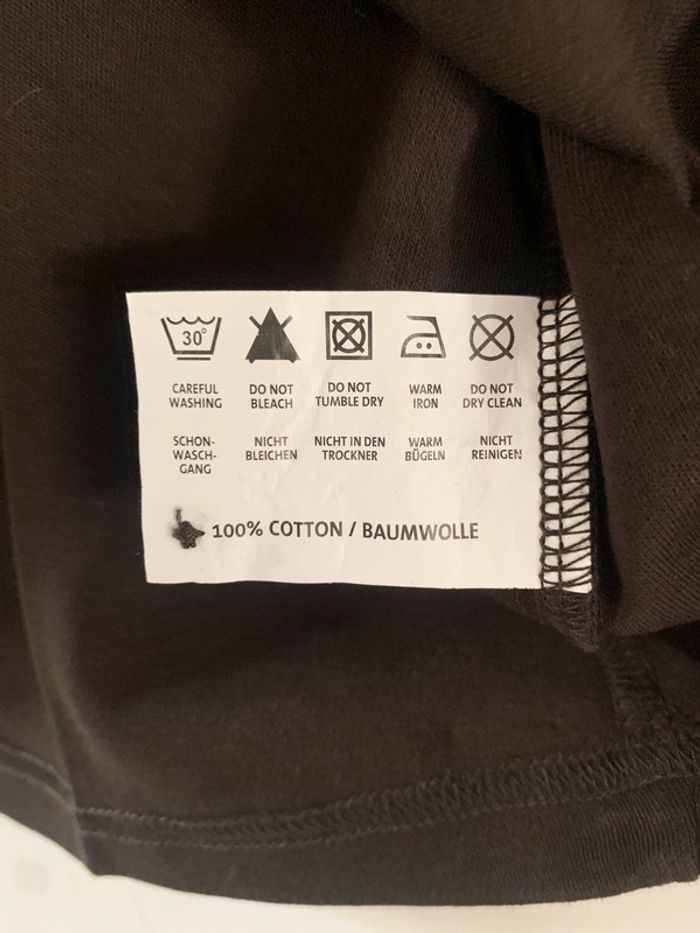 30°
CAREFUL WASHING
DO NOT BLEACH
DO NOT TUMBLE DRY
WARM IRON
DO NOT DRY CLEAN
SCHON-
WASCH-
GANG
NICHT BLEICHEN
NICHT IN DEN TROCKNER
WARM BÜGELN
NICHT REINIGEN
100% COTTON / BAUMWOLLE